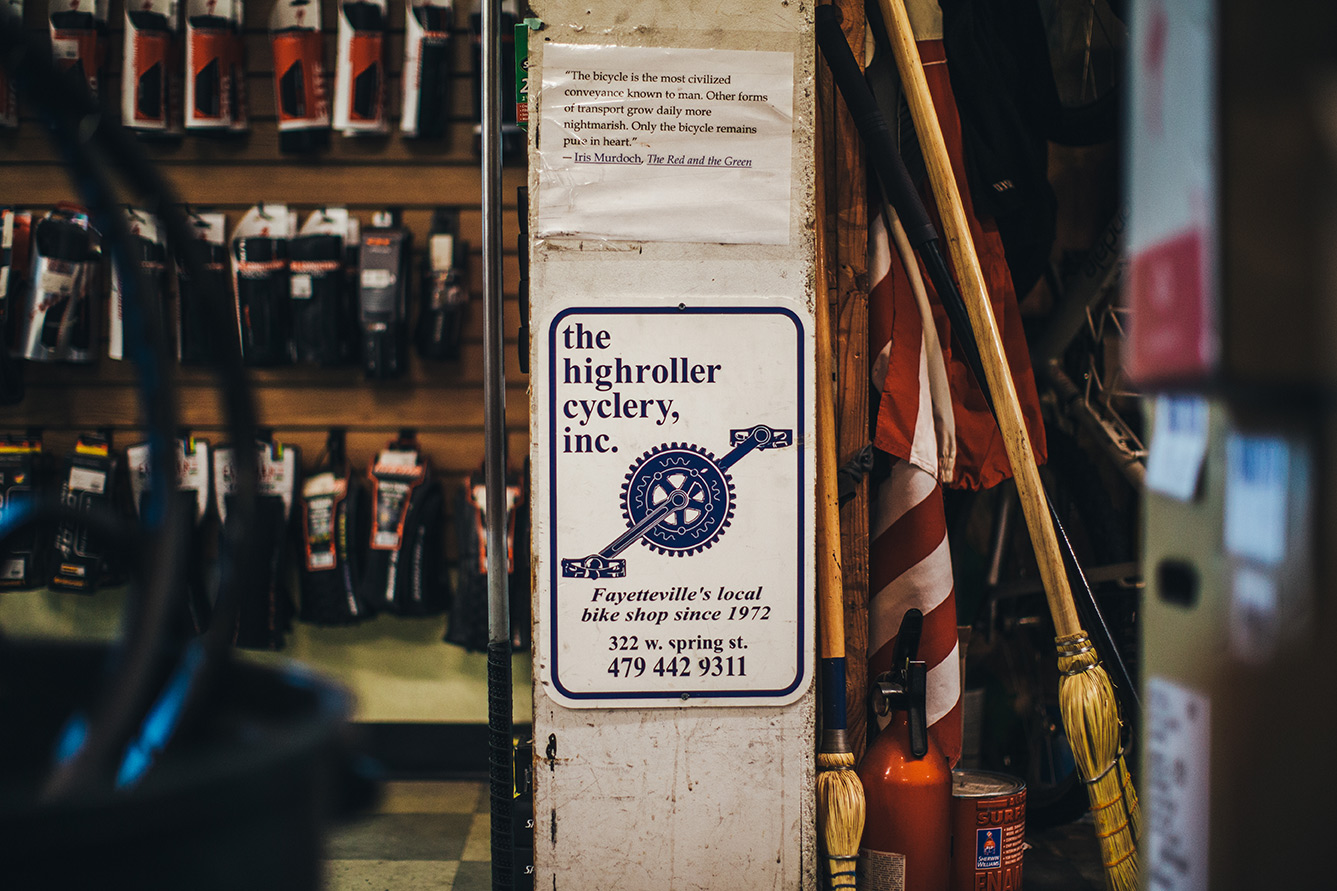 “The bicycle is the most civilized
conveyance known to man. Other forms
of transport grow daily more
nightmarish. Only the bicycle remains
pure in heart.”
— Iris Murdoch, The Red and the Green
the
highroller
cyclery,
inc.
Fayetteville's local
bike shop since 1972
322 w. spring st.
479 442 9311
SHERWIN
WILLIAMS